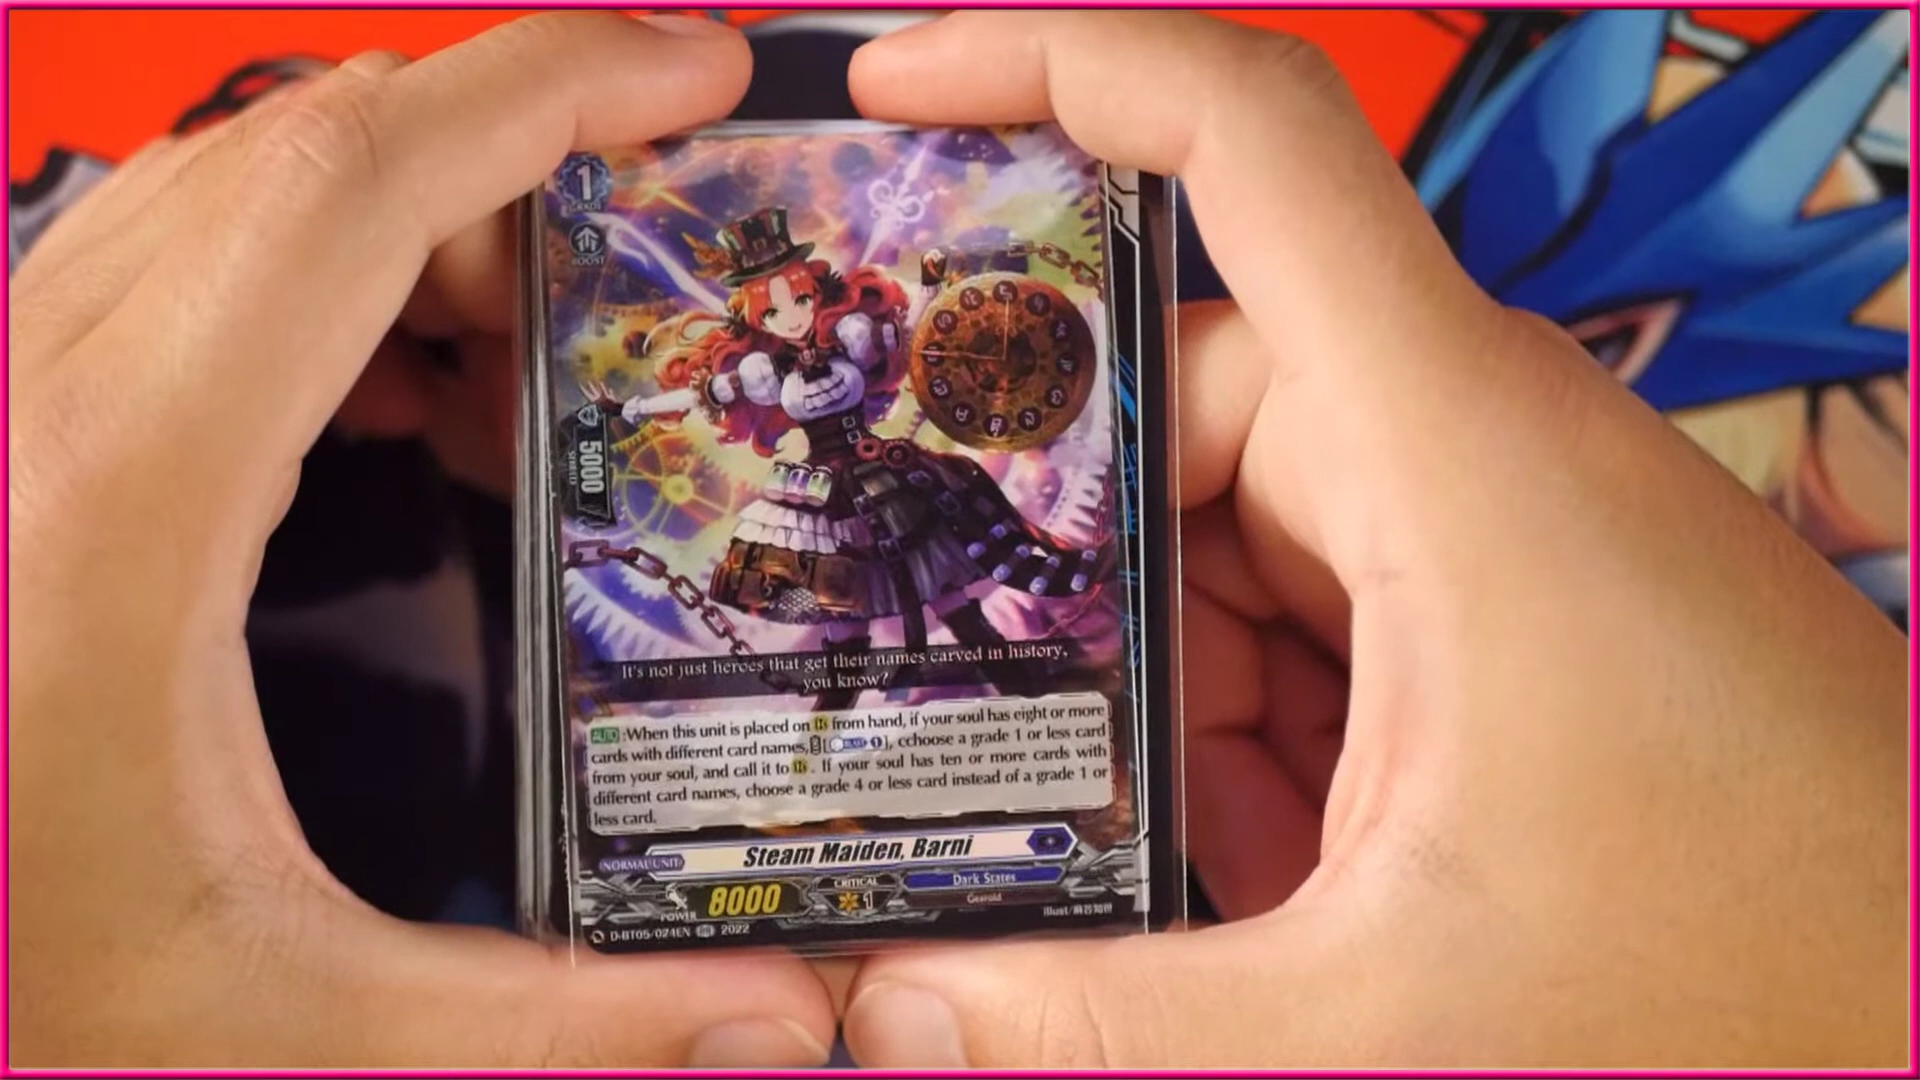 1
GRADE
BOOST
5000
SHIELD
It's not just heroes that get their names carved in history,
you know?
AUTO :When this unit is placed on from hand, if your soul has eight or more
cards with different card names, [ BLAST 1], cchoose a grade 1 or less card
from your soul, and call it to . If your soul has ten or more cards with
different card names, choose a grade 4 or less card instead of a grade 1 or
less card.
NORMAL UNIT
Steam Maiden, Barni
POWER 8000
CRITICAL
1
Dark States
Gearoid
D-BT05/024EN RR 2022
illust/